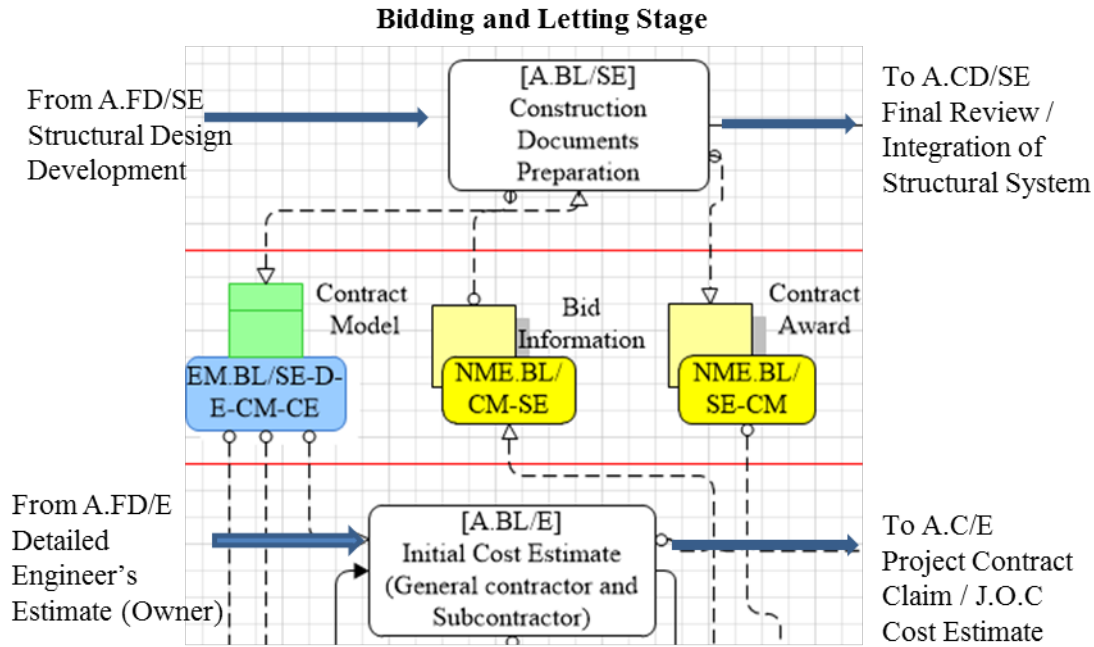 Bidding and Letting Stage
From A.FD/SE
Structural Design
Development
[A.BL/SE]
Construction
Documents
Preparation
To A.CD/SE
Final Review /
Integration of
Structural System
Contract
Model
Bid
Information
Contract
Award
EM.BL/SE-D-
E-CM-CE
NME.BL/
CM-SE
NME.BL/
SE-CM
From A.FD/E
Detailed
Engineer’s
Estimate (Owner)
[A.BL/E]
Initial Cost Estimate
(General contractor and
Subcontractor)
To A.C/E
Project Contract
Claim / J.O.C
Cost Estimate